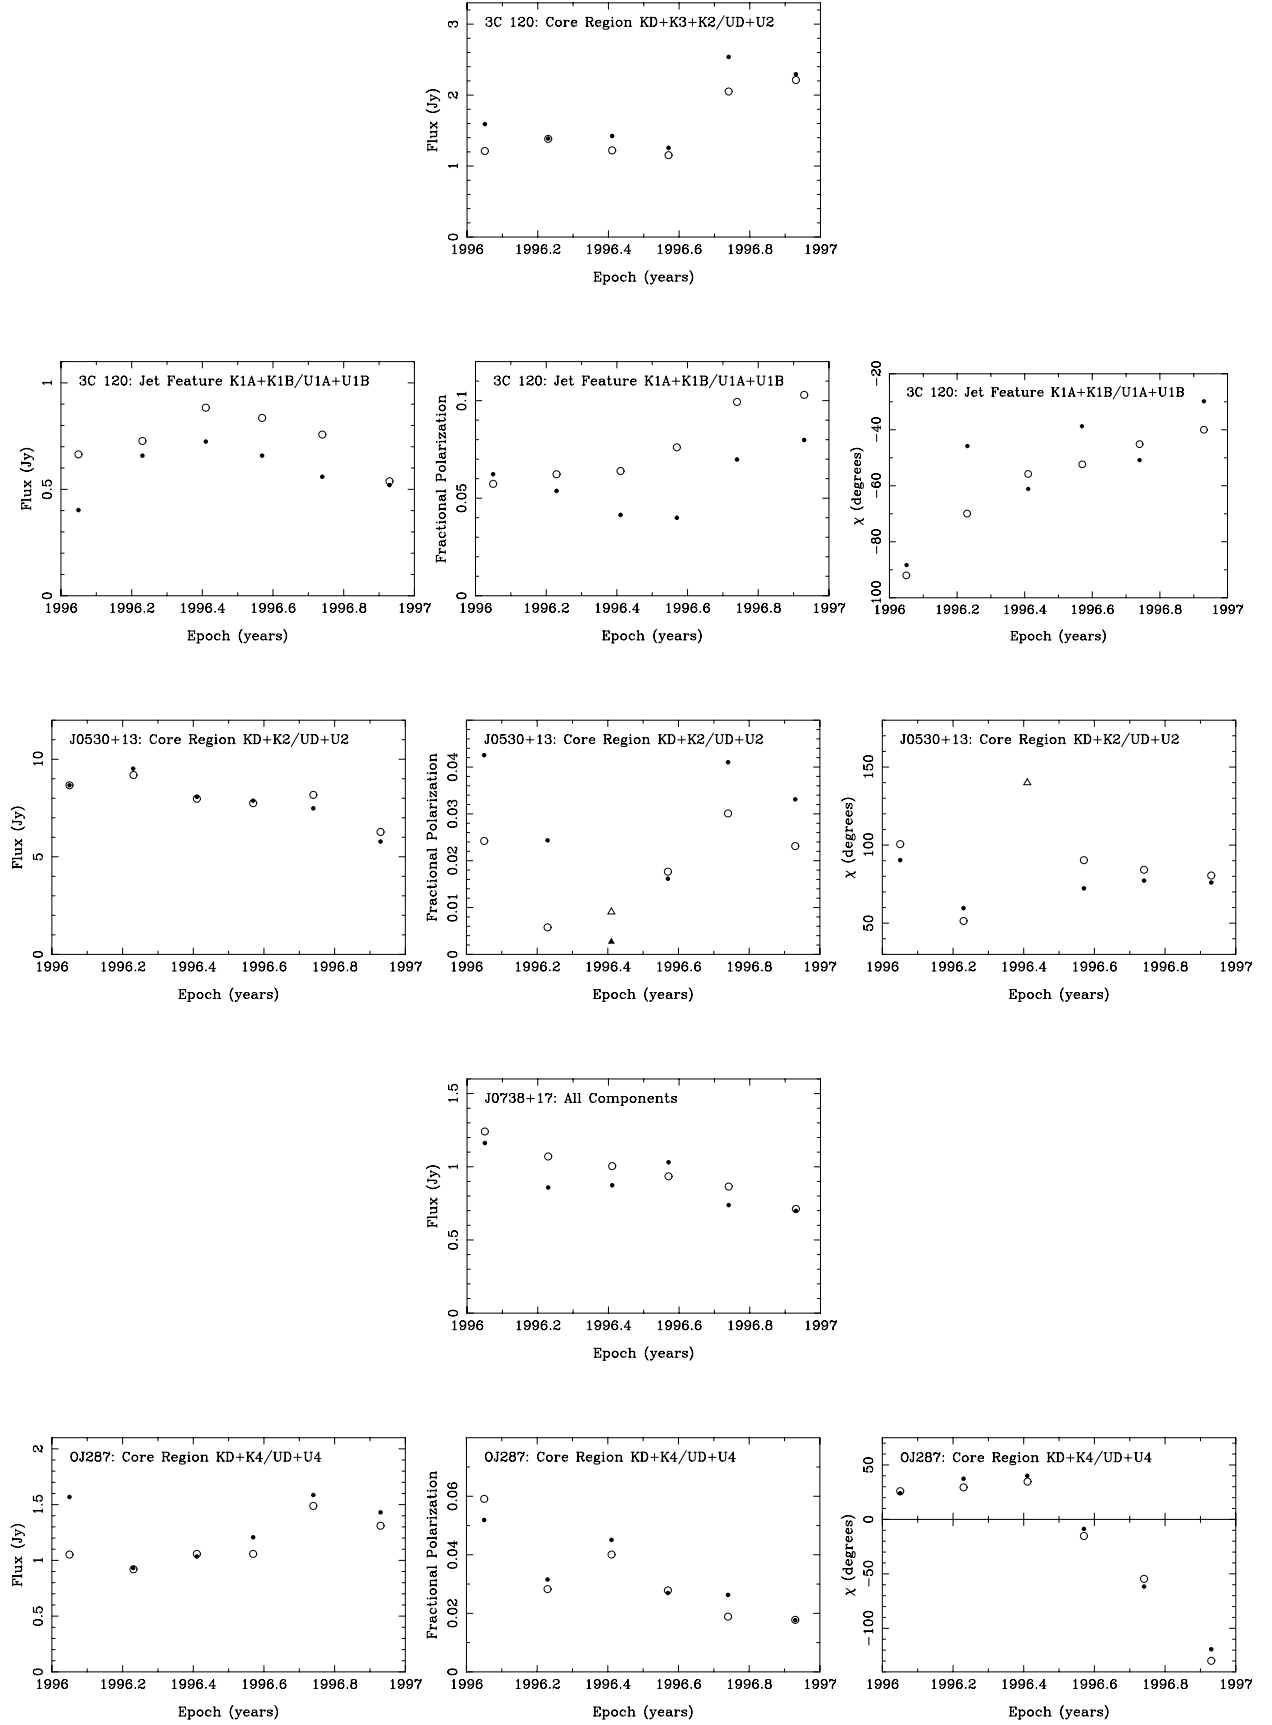 3C 120: Core Region KD+K3+K2/UD+U2
Flux (Jy)
0 1 2 3
1996 1996.2 1996.4 1996.6 1996.8 1997
Epoch (years)
3C 120: Jet Feature K1A+K1B/U1A+U1B
Flux (Jy)
0 0.5 1
1996 1996.2 1996.4 1996.6 1996.8 1997
Epoch (years)
3C 120: Jet Feature K1A+K1B/U1A+U1B
Fractional Polarization
0 0.05 0.1
1996 1996.2 1996.4 1996.6 1996.8 1997
Epoch (years)
3C 120: Jet Feature K1A+K1B/U1A+U1B
χ (degrees)
−100 −80 −60 −40 −20
1996 1996.2 1996.4 1996.6 1996.8 1997
Epoch (years)
J0530+13: Core Region KD+K2/UD+U2
Flux (Jy)
0 5 10
1996 1996.2 1996.4 1996.6 1996.8 1997
Epoch (years)
J0530+13: Core Region KD+K2/UD+U2
Fractional Polarization
0 0.01 0.02 0.03 0.04
1996 1996.2 1996.4 1996.6 1996.8 1997
Epoch (years)
J0530+13: Core Region KD+K2/UD+U2
χ (degrees)
50 100 150
1996 1996.2 1996.4 1996.6 1996.8 1997
Epoch (years)
J0738+17: All Components
Flux (Jy)
0 0.5 1 1.5
1996 1996.2 1996.4 1996.6 1996.8 1997
Epoch (years)
OJ287: Core Region KD+K4/UD+U4
Flux (Jy)
0 0.5 1 1.5 2
1996 1996.2 1996.4 1996.6 1996.8 1997
Epoch (years)
OJ287: Core Region KD+K4/UD+U4
Fractional Polarization
0 0.02 0.04 0.06
1996 1996.2 1996.4 1996.6 1996.8 1997
Epoch (years)
OJ287: Core Region KD+K4/UD+U4
χ (degrees)
−100 −50 0 50
1996 1996.2 1996.4 1996.6 1996.8 1997
Epoch (years)